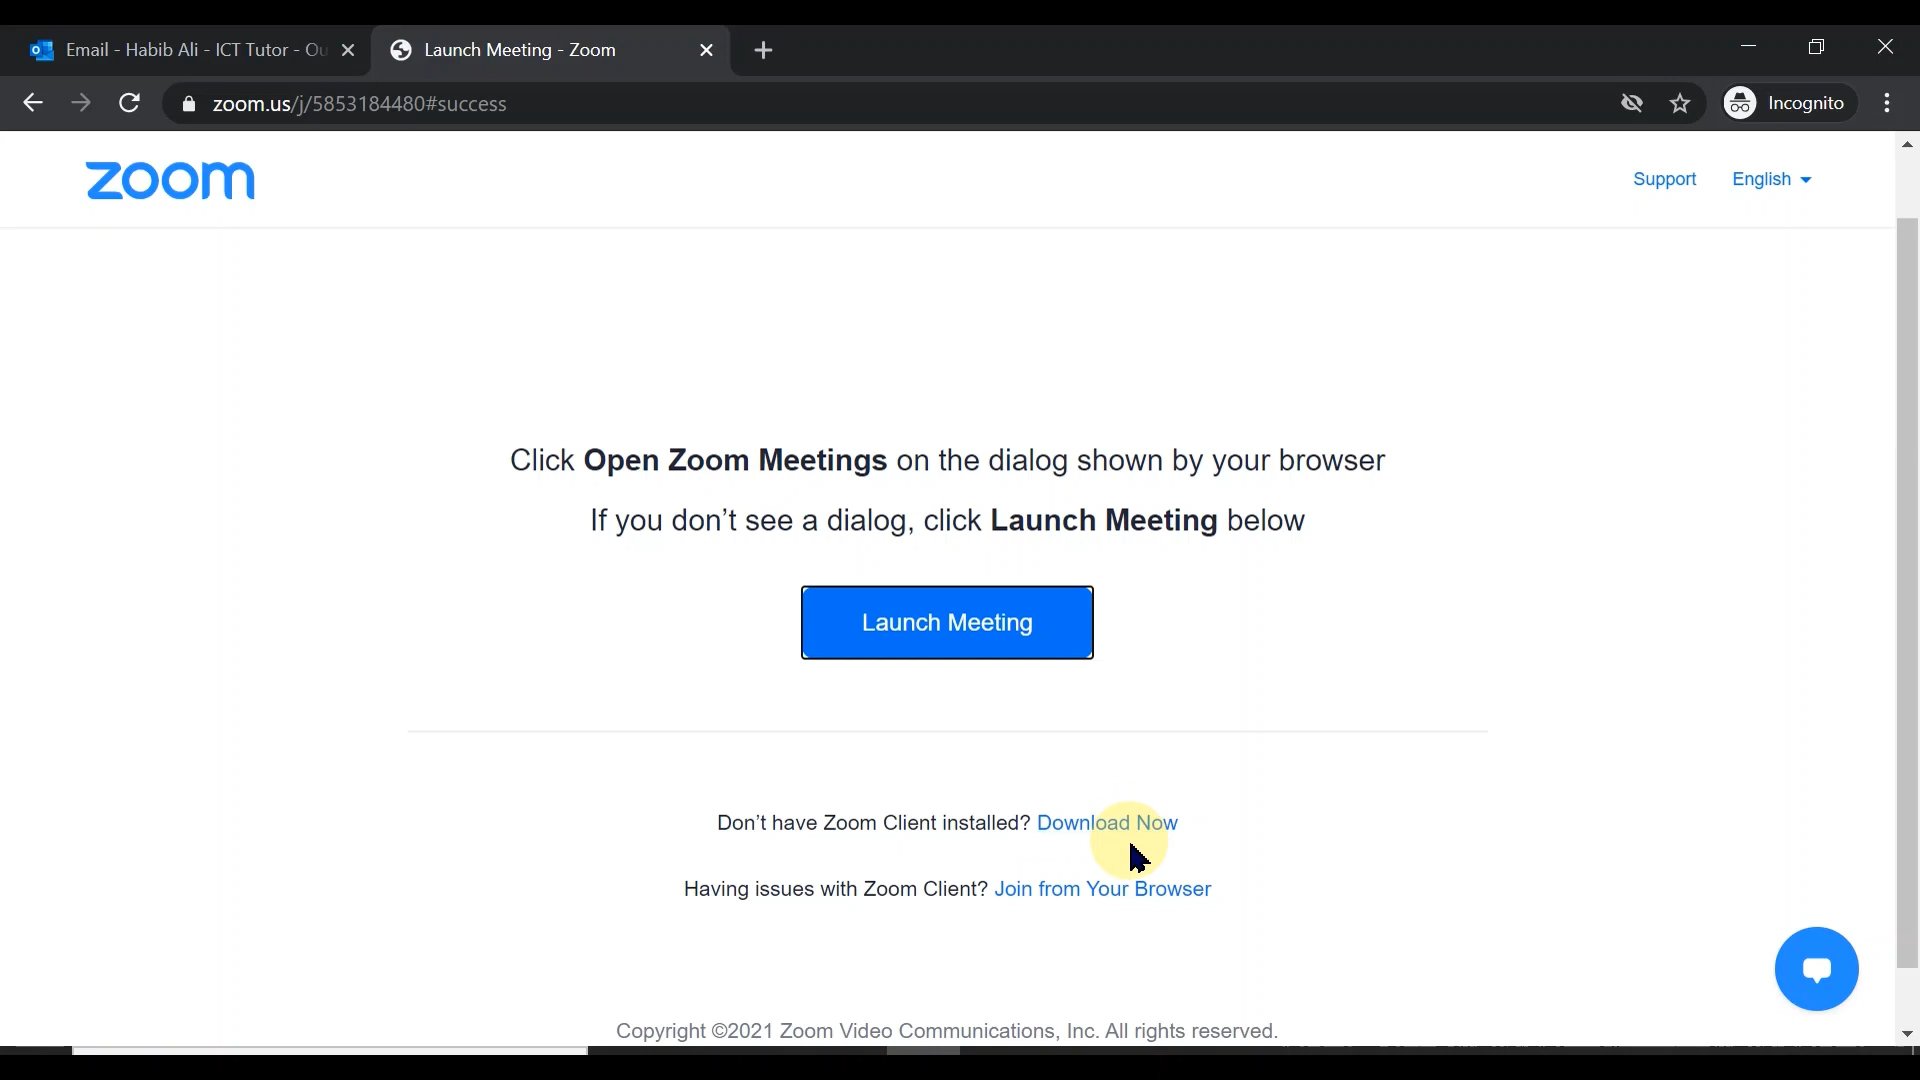 Email - Habib Ali - ICT Tutor - Ou
Launch Meeting - Zoom
zoom.us/j/5853184480#success
Incognito
zoom
Support
English
Click Open Zoom Meetings on the dialog shown by your browser
If you don’t see a dialog, click Launch Meeting below
Launch Meeting
Don’t have Zoom Client installed? Download Now
Having issues with Zoom Client? Join from Your Browser
Copyright ©2021 Zoom Video Communications, Inc. All rights reserved.